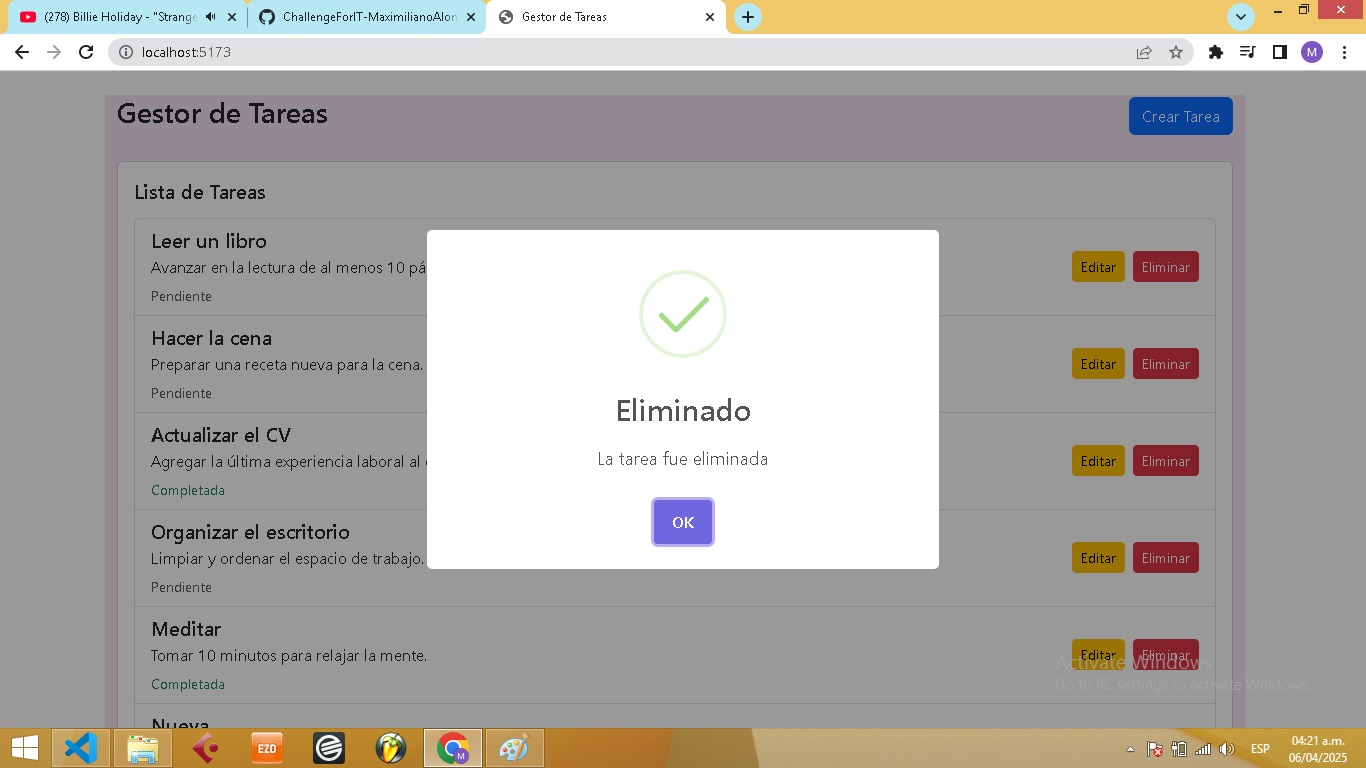 (278) Billie Holiday - "Strange
ChallengeForIT-MaximilianoAlon
Gestor de Tareas
localhost:5173
M
Gestor de Tareas
Crear Tarea
Lista de Tareas
Leer un libro
Avanzar en la lectura de al menos 10 pá
Pendiente
Editar
Eliminar
Hacer la cena
Preparar una receta nueva para la cena.
Pendiente
Editar
Eliminar
Actualizar el CV
Agregar la última experiencia laboral al
Completada
Editar
Eliminar
Organizar el escritorio
Limpiar y ordenar el espacio de trabajo.
Pendiente
Editar
Eliminar
Meditar
Tomar 10 minutos para relajar la mente.
Completada
Editar
Eliminar
Nueva
Eliminado
La tarea fue eliminada
OK
Activate Windows
Go to PC settings to activate Windows.
EZD
M
ESP
04:21 a.m.
06/04/2025